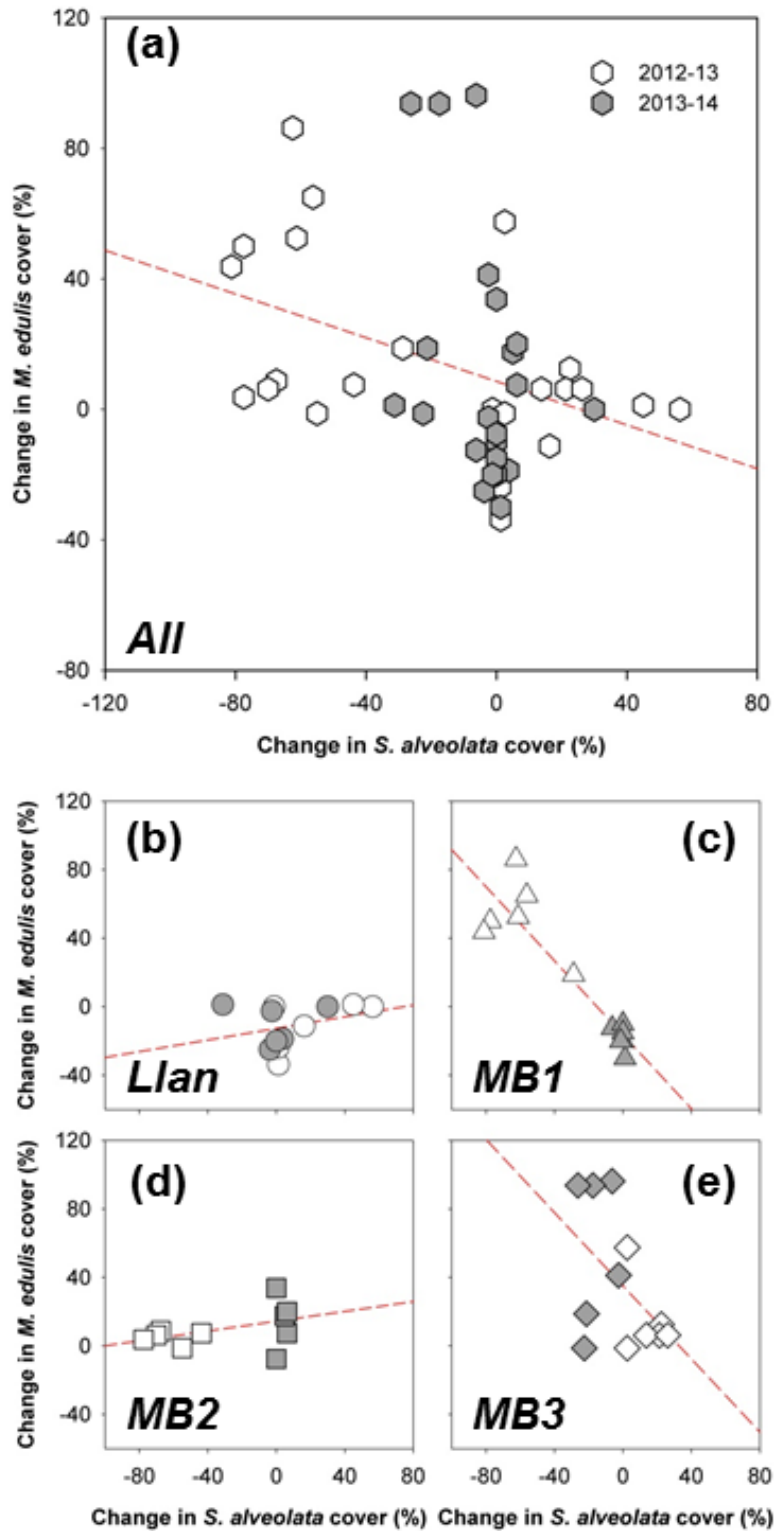 (a)
2012-13
2013-14
120
80
40
0
-40
-80
Change in M. edulis cover (%)
All
-120 -80 -40 0 40 80
Change in S. alveolata cover (%)
(b)
(c)
120
80
40
0
-40
Change in M. edulis cover (%)
Llan
MB1
(d)
(e)
120
80
40
0
-40
Change in M. edulis cover (%)
MB2
MB3
-80 -40 0 40 80
-80 -40 0 40 80
Change in S. alveolata cover (%)
Change in S. alveolata cover (%)